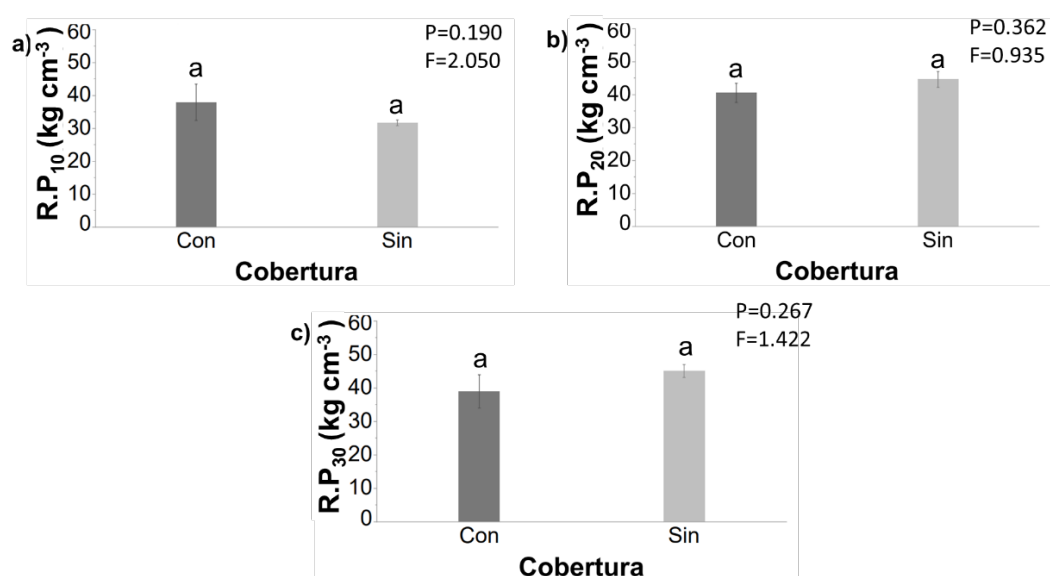 a)
P=0.190
F=2.050
R.P10 (kg cm-3)
60
50
40
30
20
10
0
a
a
Con
Sin
Cobertura
b)
P=0.362
F=0.935
R.P20 (kg cm-3)
60
50
40
30
20
10
0
a
a
Con
Sin
Cobertura
c)
P=0.267
F=1.422
R.P30 (kg cm-3)
60
50
40
30
20
10
0
a
a
Con
Sin
Cobertura